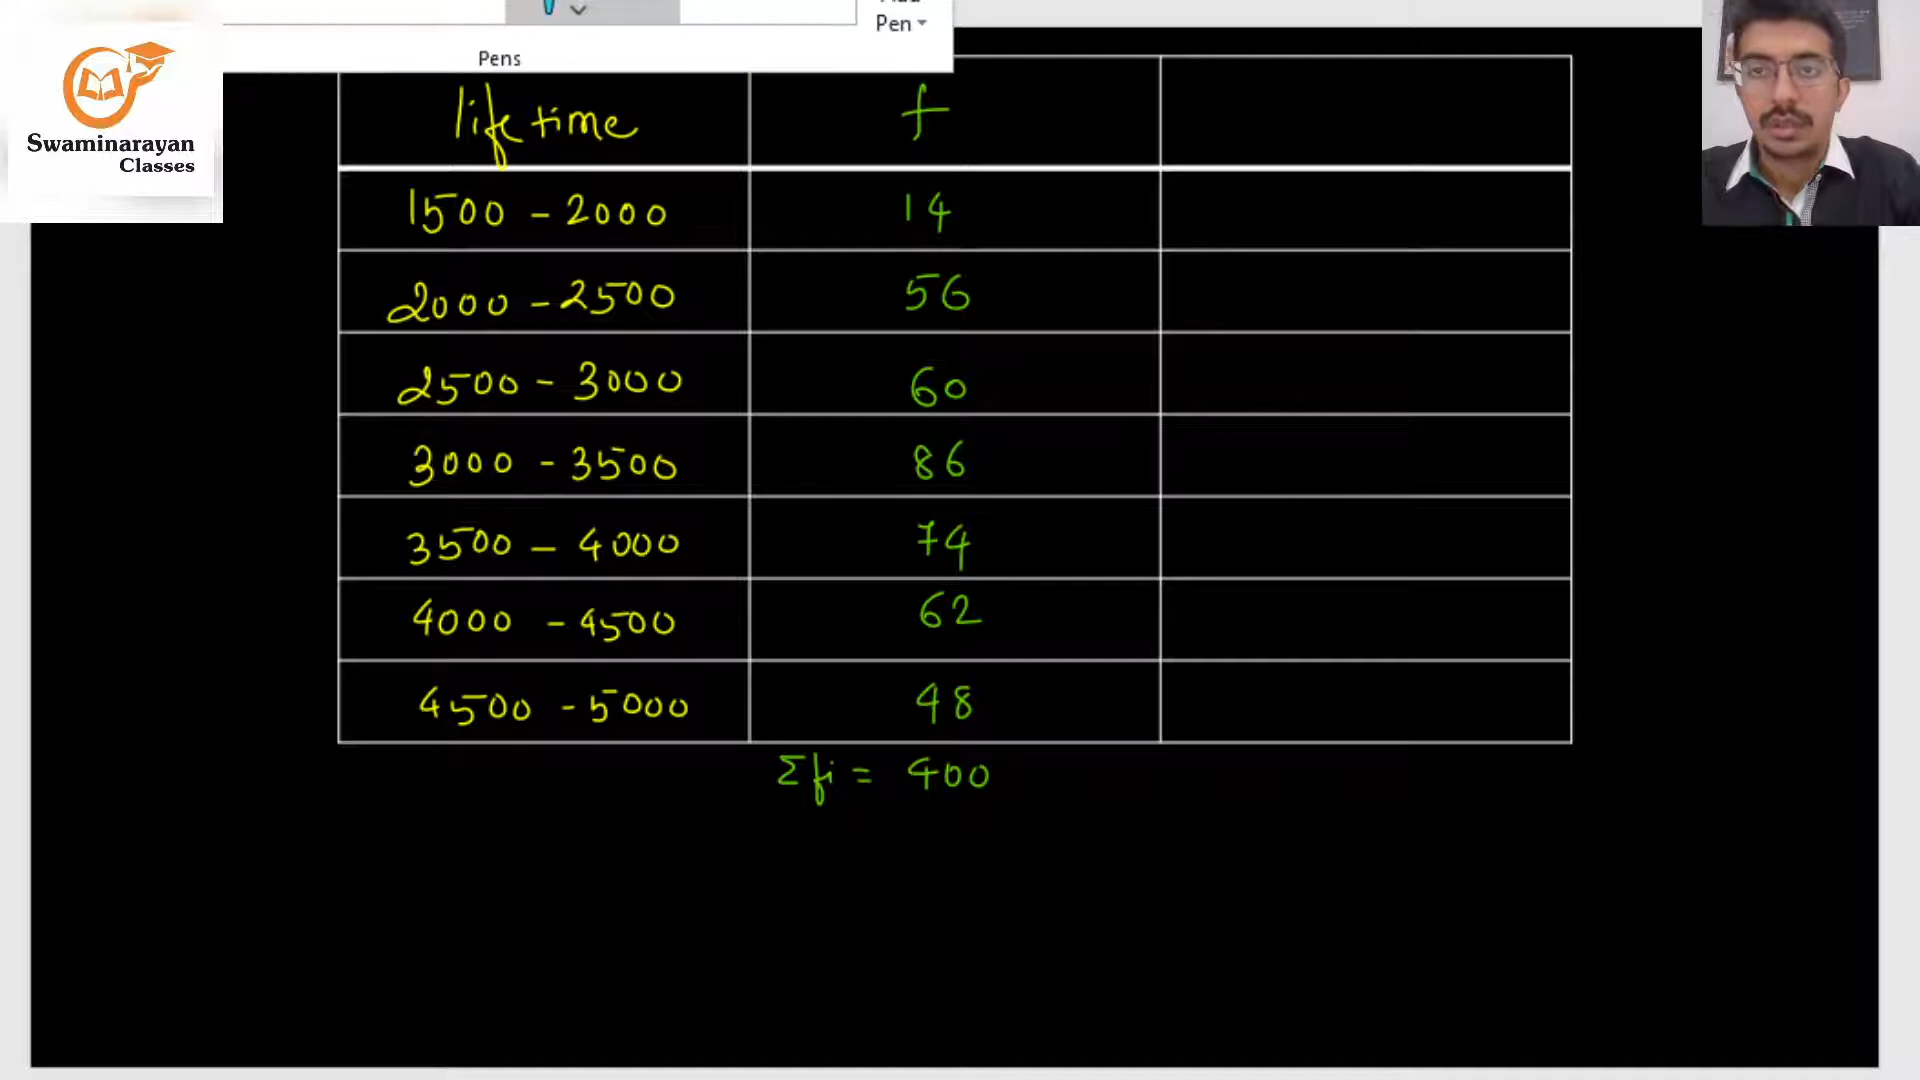 Pen
Pens
Swaminarayan
Classes
life time f
1500 - 2000 14
2000 - 2500 56
2500 - 3000 60
3000 - 3500 86
3500 - 4000 74
4000 - 4500 62
4500 - 5000 48
Σfi = 400